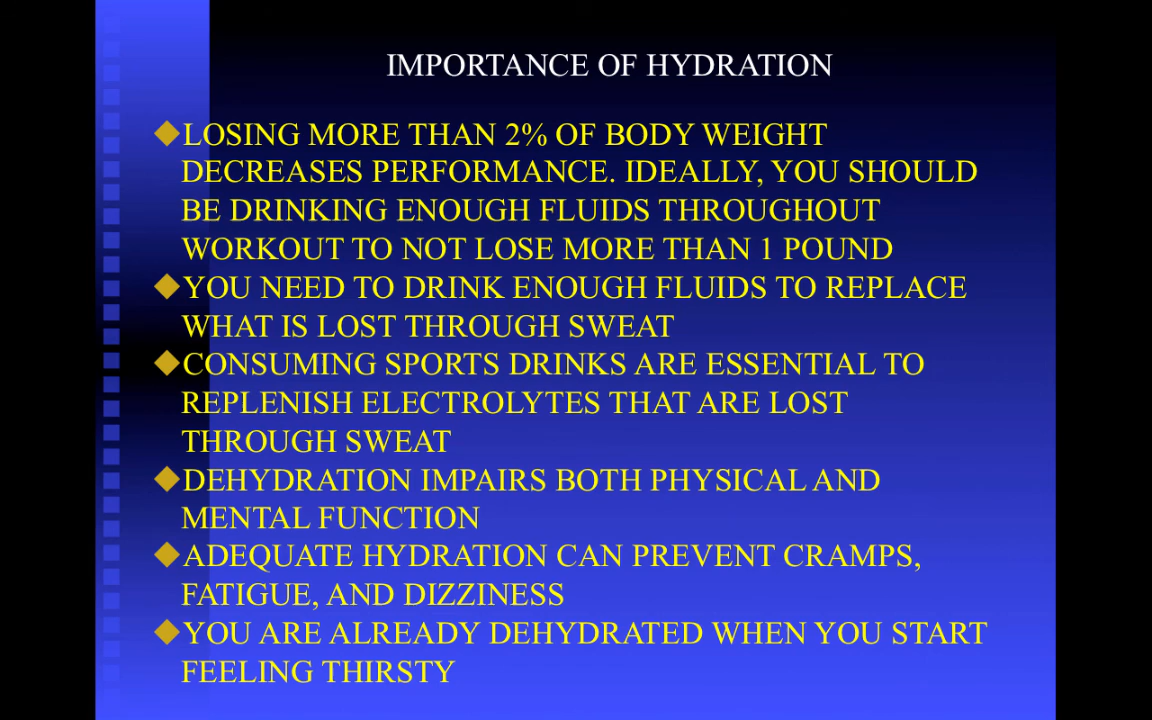 IMPORTANCE OF HYDRATION
LOSING MORE THAN 2% OF BODY WEIGHT
DECREASES PERFORMANCE. IDEALLY, YOU SHOULD
BE DRINKING ENOUGH FLUIDS THROUGHOUT
WORKOUT TO NOT LOSE MORE THAN 1 POUND
YOU NEED TO DRINK ENOUGH FLUIDS TO REPLACE
WHAT IS LOST THROUGH SWEAT
CONSUMING SPORTS DRINKS ARE ESSENTIAL TO
REPLENISH ELECTROLYTES THAT ARE LOST
THROUGH SWEAT
DEHYDRATION IMPAIRS BOTH PHYSICAL AND
MENTAL FUNCTION
ADEQUATE HYDRATION CAN PREVENT CRAMPS,
FATIGUE, AND DIZZINESS
YOU ARE ALREADY DEHYDRATED WHEN YOU START
FEELING THIRSTY